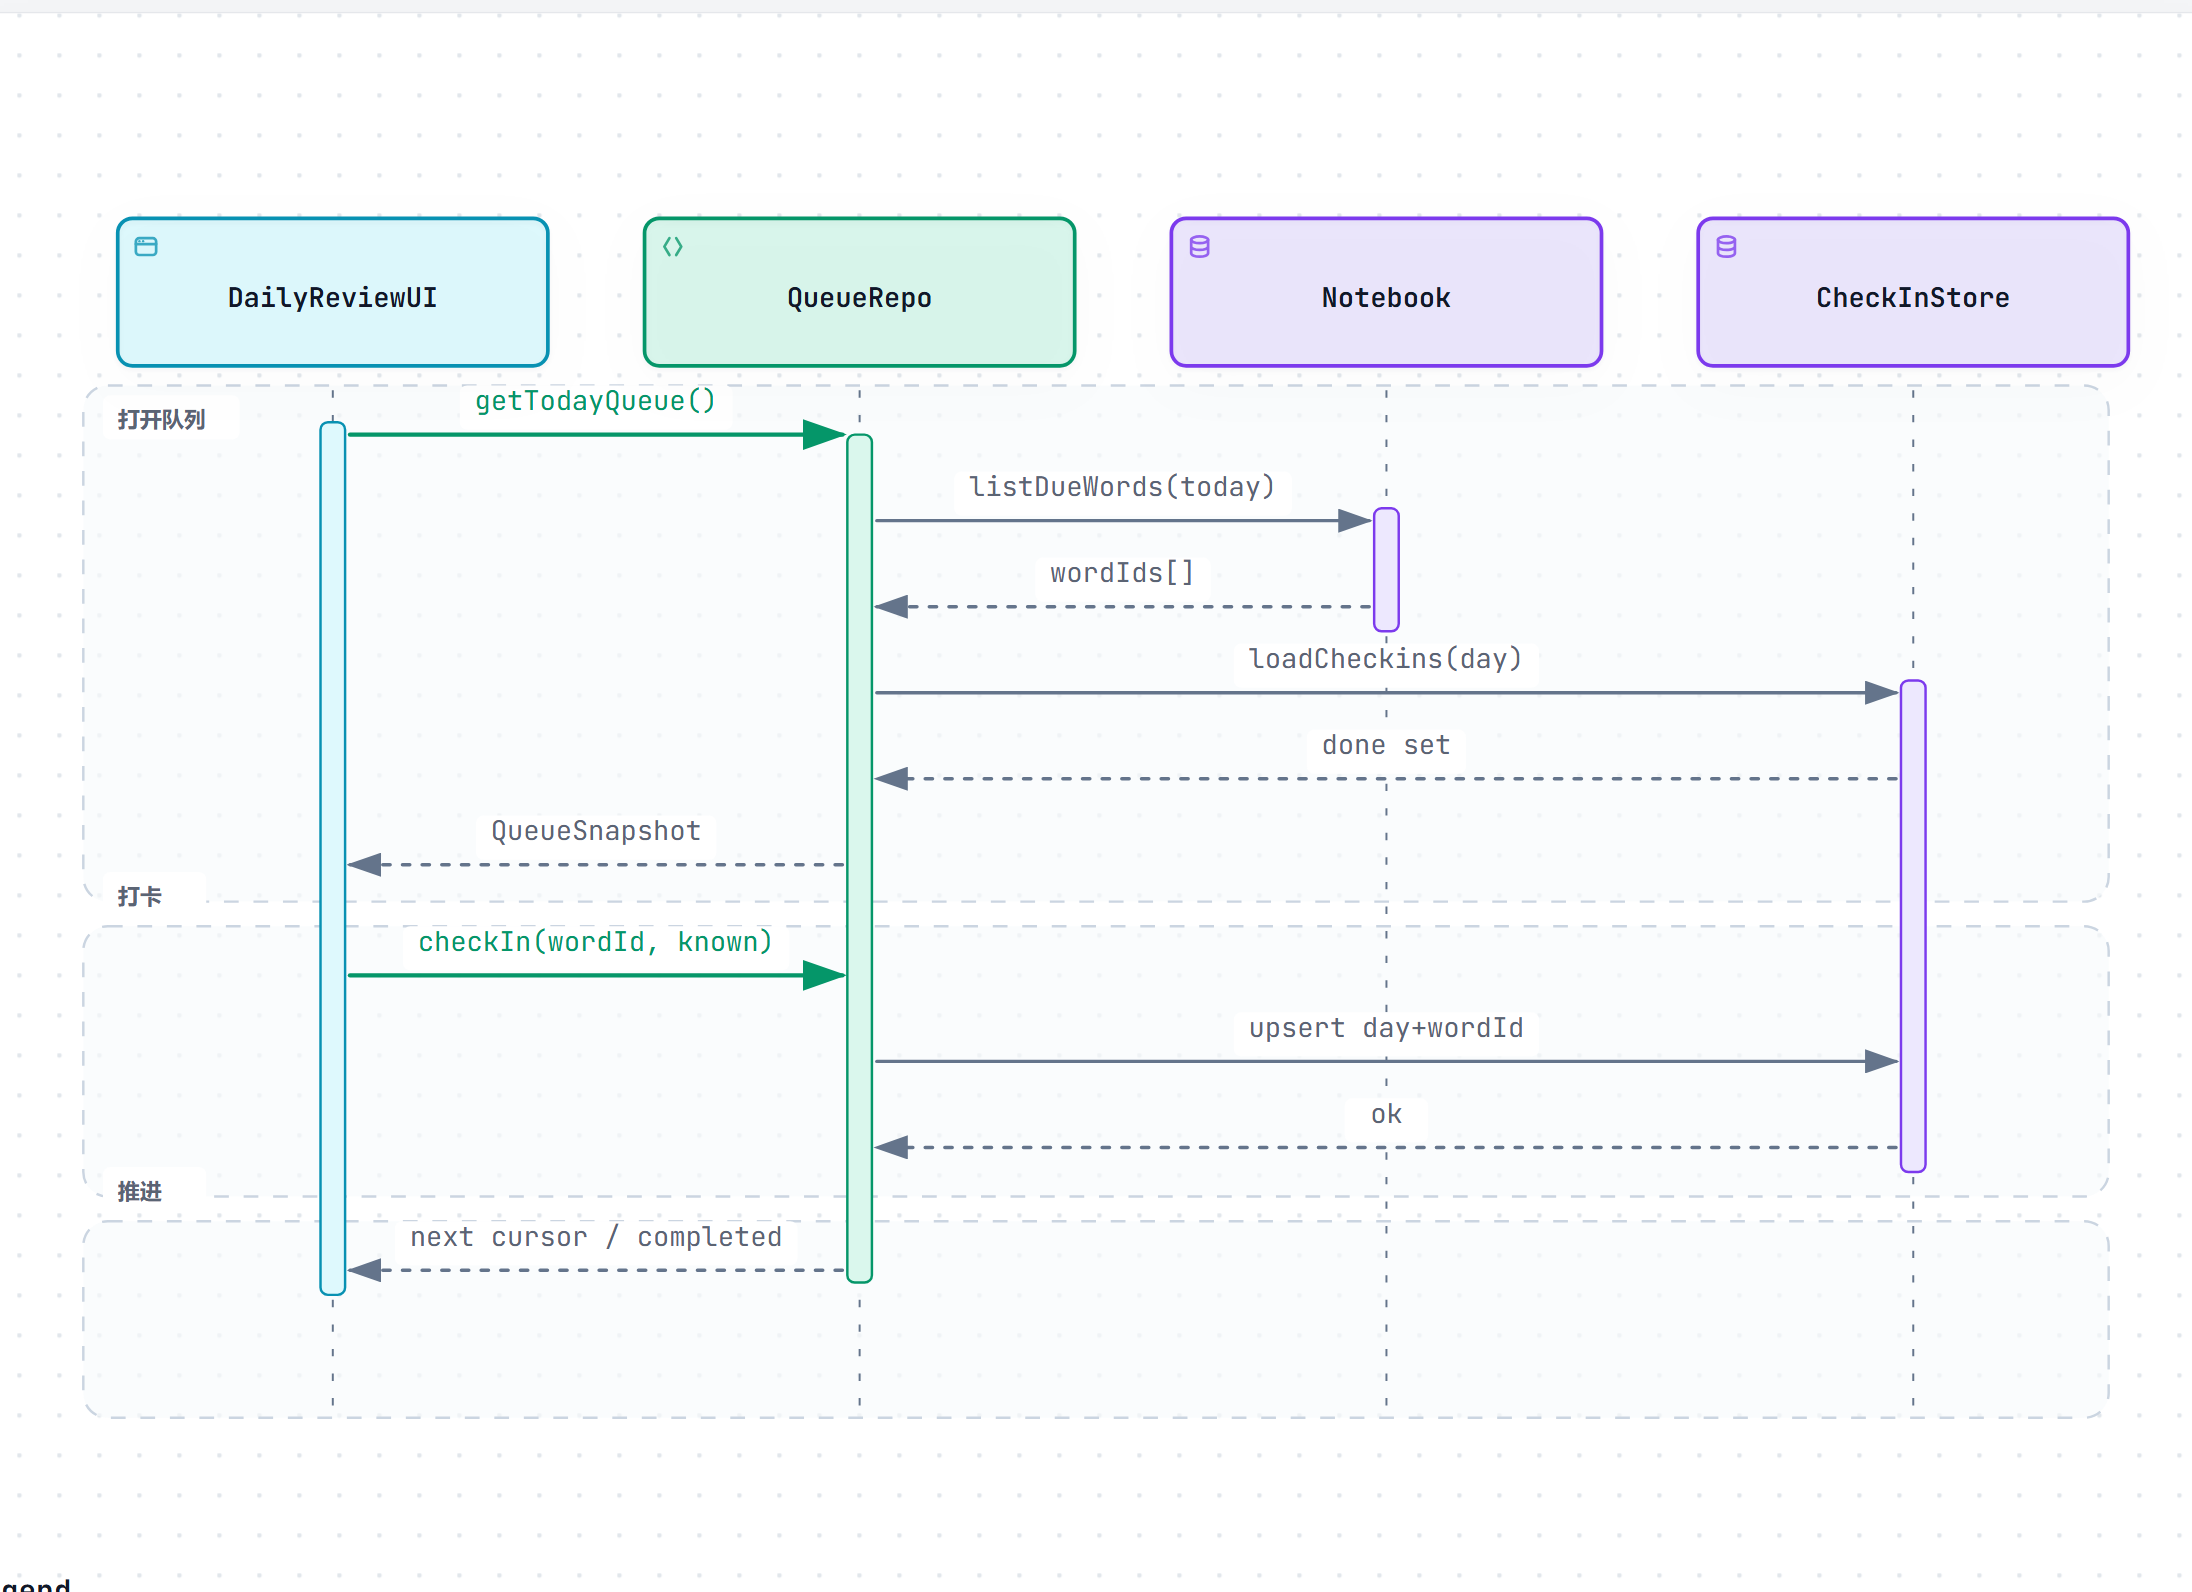 DailyReviewUI
QueueRepo
Notebook
CheckInStore
打开队列
getTodayQueue()
listDueWords(today)
wordIds[]
loadCheckins(day)
done set
QueueSnapshot
打卡
checkIn(wordId, known)
upsert day+wordId
ok
推进
next cursor / completed
gend